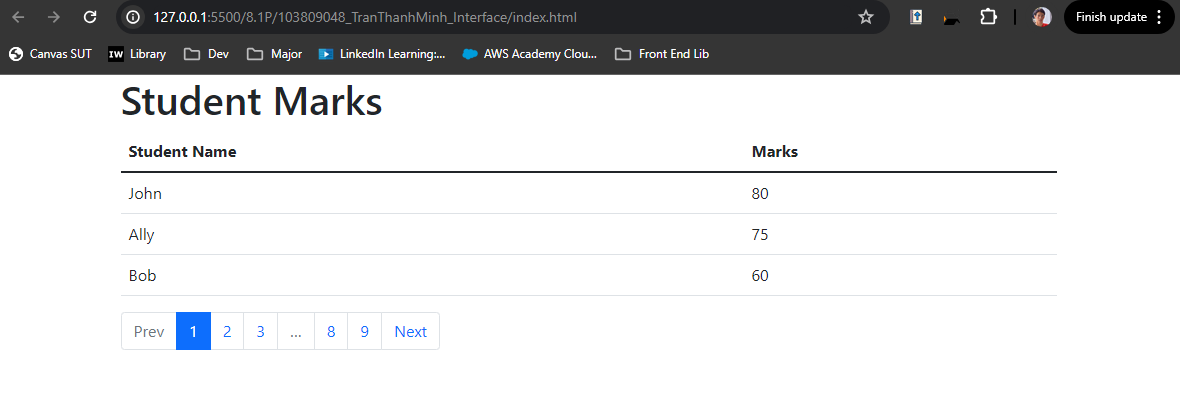 127.0.0.1:5500/8.1P/103809048_TranThanhMinh_Interface/index.html Finish update
Canvas SUT IW Library Dev Major LinkedIn Learning:... AWS Academy Clou... Front End Lib
Student Marks
Student Name Marks
John 80
Ally 75
Bob 60
Prev 1 2 3 ... 8 9 Next